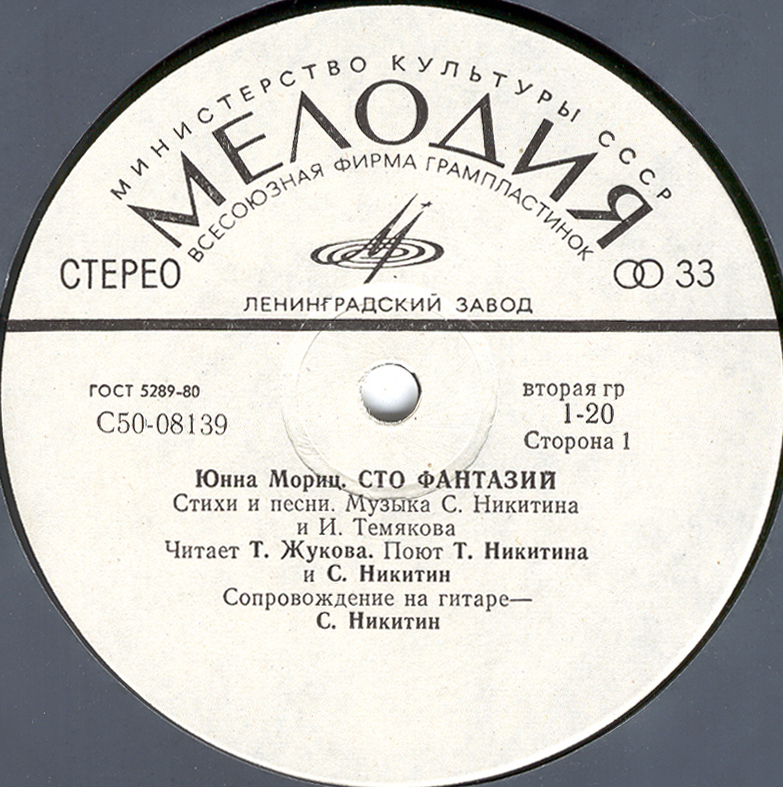 МИНИСТЕРСТВО КУЛЬТУРЫ СССР
МЕЛОДИЯ
ВСЕСОЮЗНАЯ ФИРМА ГРАМПЛАСТИНОК
СТЕРЕО
33
ЛЕНИНГРАДСКИЙ ЗАВОД
ГОСТ 5289-80
С50-08139
вторая гр
1-20
Сторона 1
Юнна Мориц. СТО ФАНТАЗИЙ
Стихи и песни. Музыка С. Никитина
и И. Темякова
Читает Т. Жукова. Поют Т. Никитина
и С. Никитин
Сопровождение на гитаре—
С. Никитин